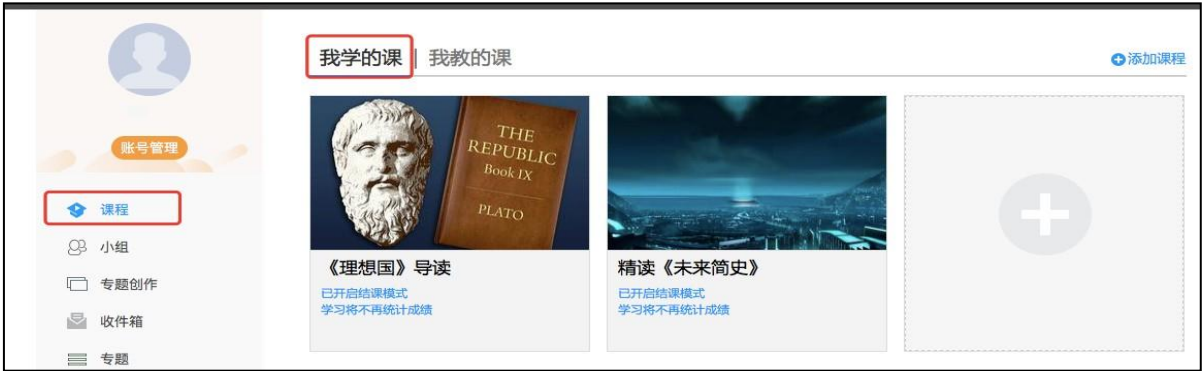 账号管理
课程
小组
专题创作
收件箱
专题
我学的课 | 我教的课
添加课程
THE
REPUBLIC
Book IX
PLATO
《理想国》导读
已开启结课模式
学习将不再统计成绩
精读《未来简史》
已开启结课模式
学习将不再统计成绩